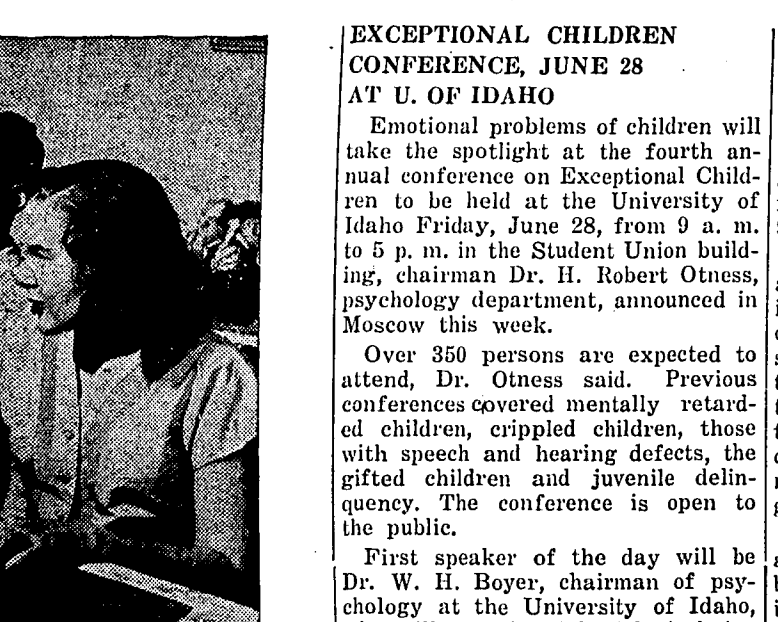 EXCEPTIONAL CHILDREN
CONFERENCE, JUNE 28
AT U. OF IDAHO
Emotional problems of children will
take the spotlight at the fourth an-
nual conference on Exceptional Child-
ren to be held at the University of
Idaho Friday, June 28, from 9 a. m.
to 5 p. m. in the Student Union build-
ing, chairman Dr. H. Robert Otness,
psychology department, announced in
Moscow this week.
Over 350 persons are expected to
attend, Dr. Otness said. Previous
conferences covered mentally retard-
ed children, crippled children, those
with speech and hearing defects, the
gifted children and juvenile delin-
quency. The conference is open to
the public.
First speaker of the day will be
Dr. W. H. Boyer, chairman of psy-
chology at the University of Idaho,